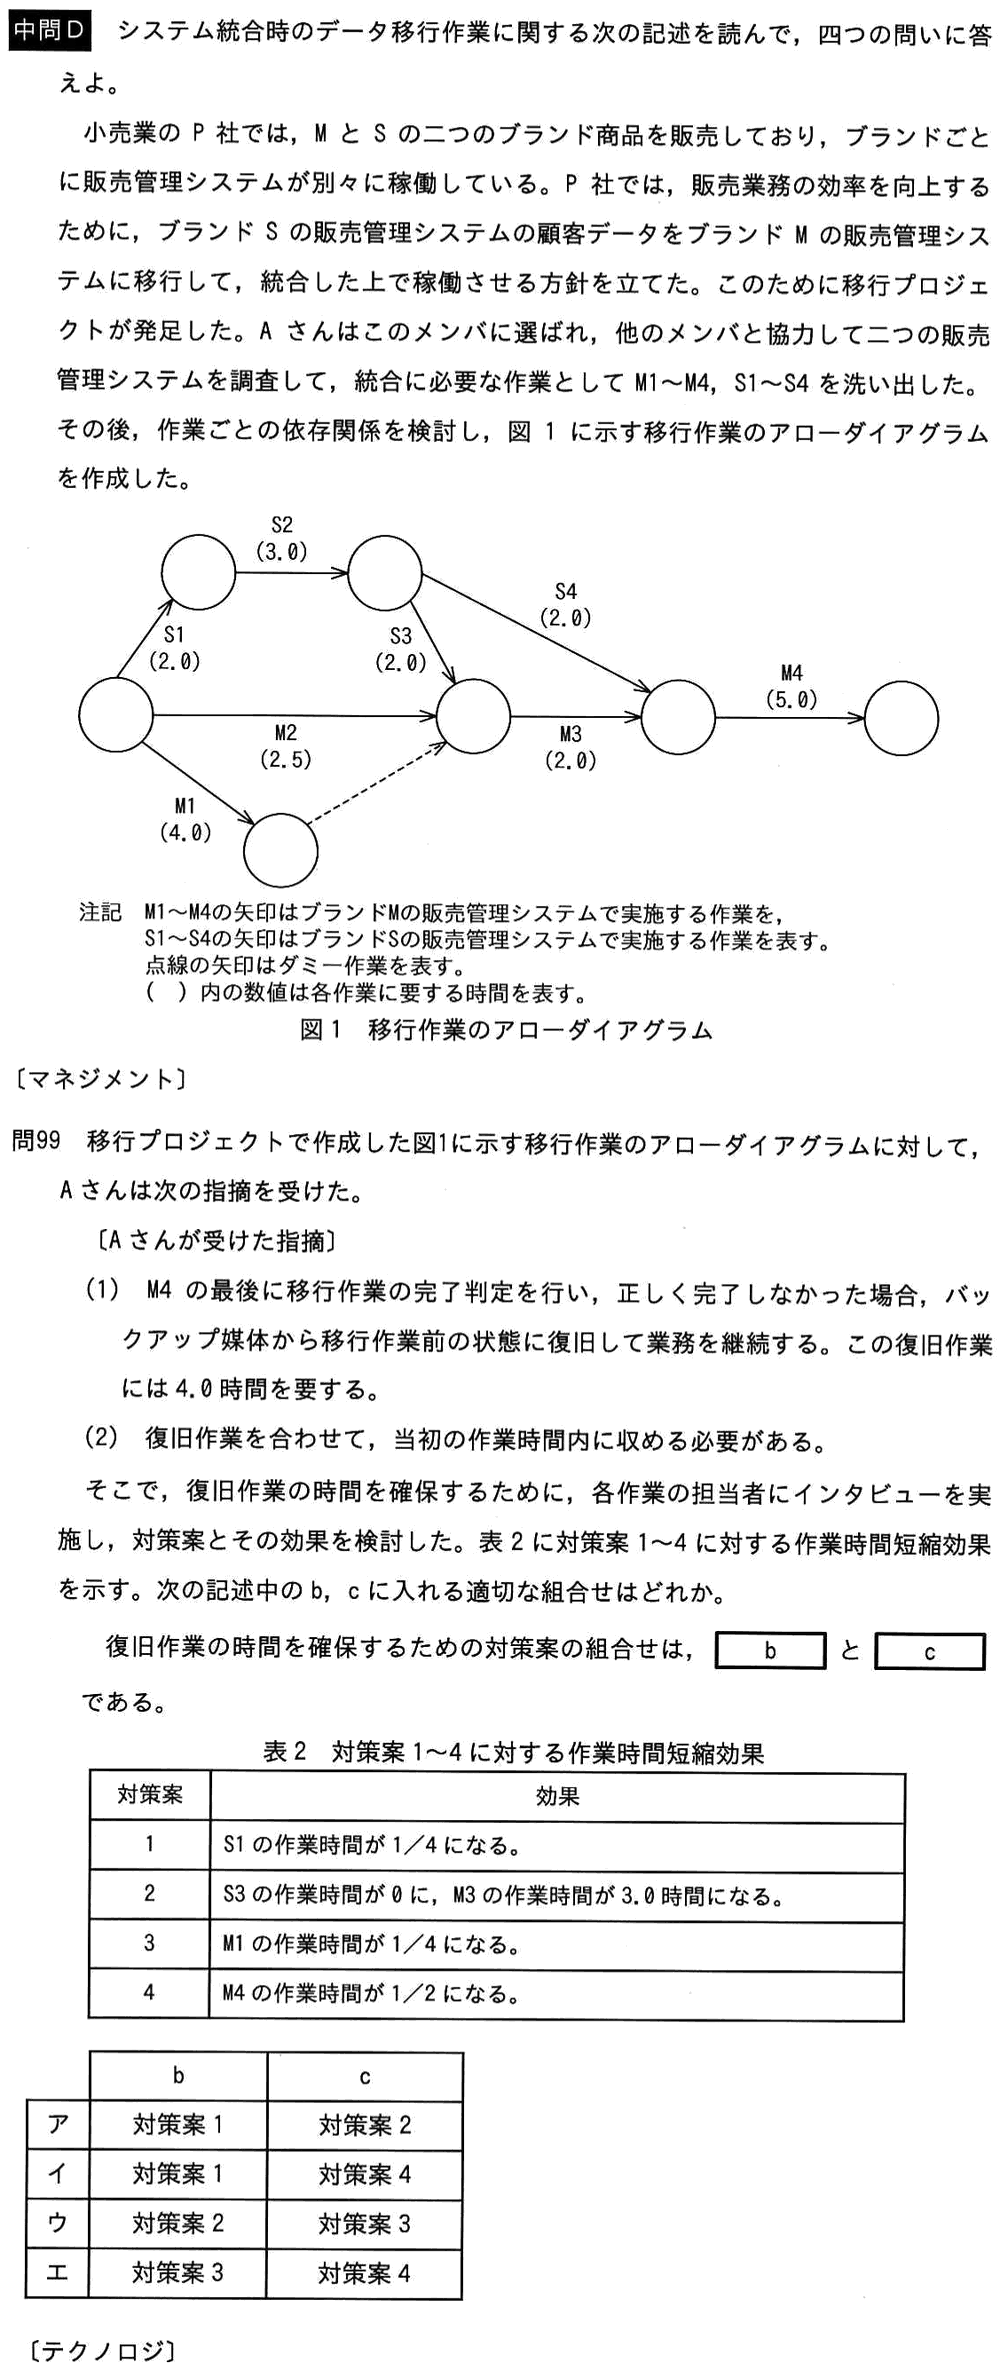 中問D　システム統合時のデータ移行作業に関する次の記述を読んで，四つの問いに答
えよ。
小売業の P 社では，M と S の二つのブランド商品を販売しており，ブランドごと
に販売管理システムが別々に稼働している。P 社では，販売業務の効率を向上する
ために，ブランド S の販売管理システムの顧客データをブランド M の販売管理シス
テムに移行して，統合した上で稼働させる方針を立てた。このために移行プロジェ
クトが発足した。A さんはこのメンバに選ばれ，他のメンバと協力して二つの販売
管理システムを調査して，統合に必要な作業として M1～M4，S1～S4 を洗い出した。
その後，作業ごとの依存関係を検討し，図 1 に示す移行作業のアローダイアグラム
を作成した。
S2
(3.0)
S4
(2.0)
S1
(2.0)
S3
(2.0)
M4
(5.0)
M2
(2.5)
M3
(2.0)
M1
(4.0)
注記　M1～M4の矢印はブランドMの販売管理システムで実施する作業を，
S1～S4の矢印はブランドSの販売管理システムで実施する作業を表す。
点線の矢印はダミー作業を表す。
(　) 内の数値は各作業に要する時間を表す。
図1　移行作業のアローダイアグラム
〔マネジメント〕
問99　移行プロジェクトで作成した図1に示す移行作業のアローダイアグラムに対して，
A さんは次の指摘を受けた。
〔A さんが受けた指摘〕
(1)　M4 の最後に移行作業の完了判定を行い，正しく完了しなかった場合，バッ
クアップ媒体から移行作業前の状態に復旧して業務を継続する。この復旧作業
には 4.0 時間を要する。
(2)　復旧作業を合わせて，当初の作業時間内に収める必要がある。
そこで，復旧作業の時間を確保するために，各作業の担当者にインタビューを実
施し，対策案とその効果を検討した。表 2 に対策案 1～4 に対する作業時間短縮効果
を示す。次の記述中の b，c に入れる適切な組合せはどれか。
復旧作業の時間を確保するための対策案の組合せは， b と c
である。
表2　対策案 1～4 に対する作業時間短縮効果
対策案　効果
1　S1 の作業時間が 1／4 になる。
2　S3 の作業時間が 0 に，M3 の作業時間が 3.0 時間になる。
3　M1 の作業時間が 1／4 になる。
4　M4 の作業時間が 1／2 になる。
b　c
ア　対策案 1　対策案 2
イ　対策案 1　対策案 4
ウ　対策案 2　対策案 3
エ　対策案 3　対策案 4
〔テクノロジ〕